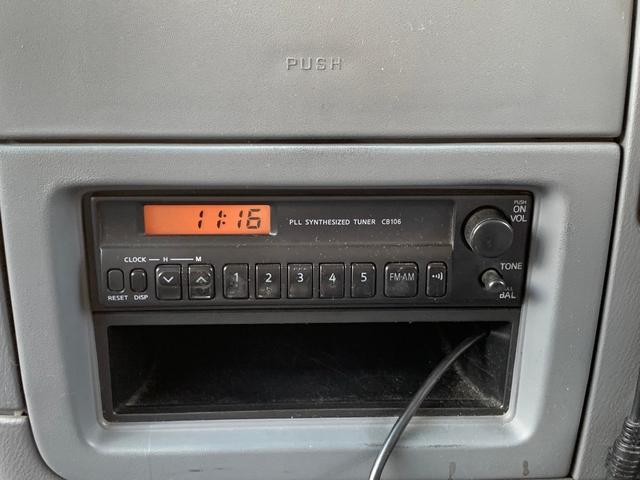 PUSH
11:16
PLL SYNTHESIZED TUNER CB106
PUSH
ON
VOL
CLOCK H M
RESET DISP 1 2 3 4 5 FM·AM
TONE
BAL